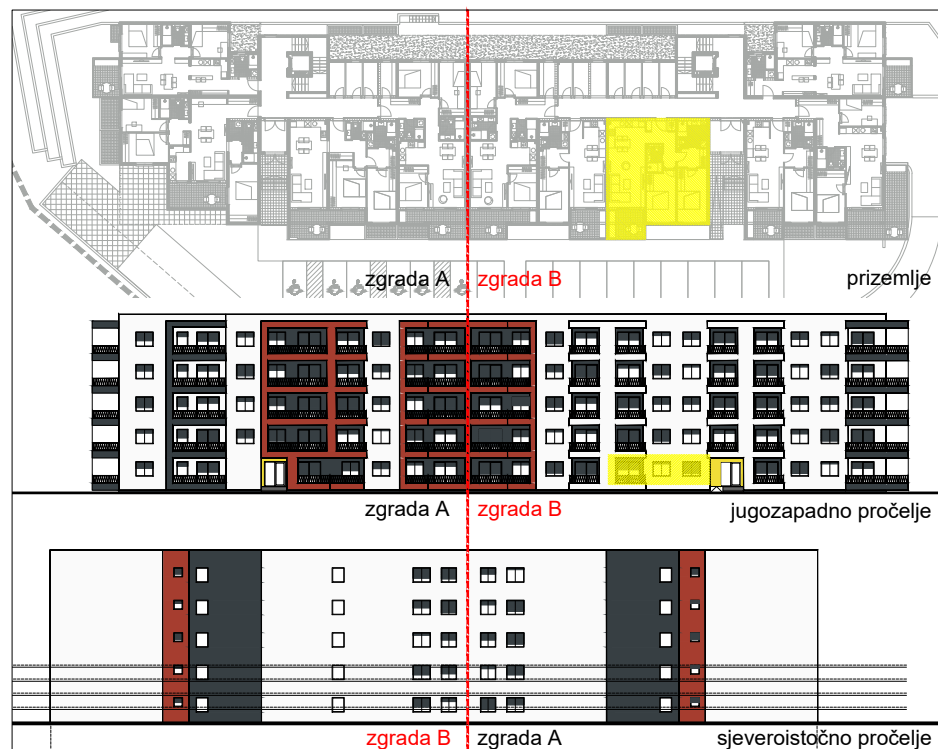 zgrada A zgrada B prizemlje
zgrada A zgrada B jugozapadno pročelje
zgrada B zgrada A sjeveroistočno pročelje